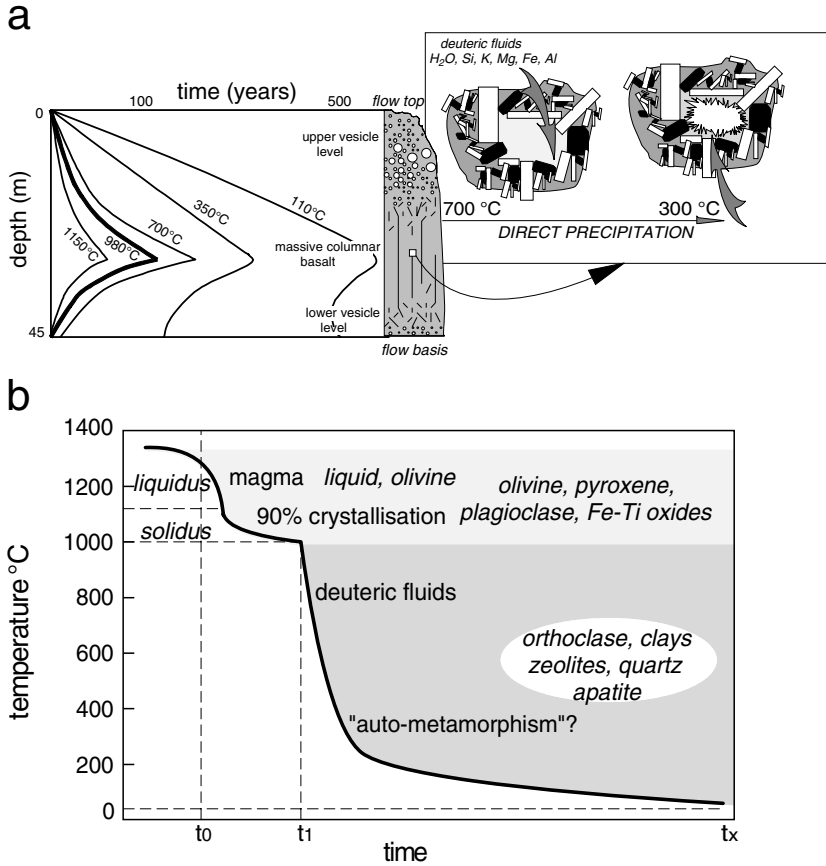 a
time (years)
0
100
500
depth (m)
45
1150°C
980°C
700°C
350°C
110°C
flow top
upper vesicle
level
massive columnar
basalt
lower vesicle
level
flow basis
deuteric fluids
H2O, Si, K, Mg, Fe, Al
700 °C
300 °C
DIRECT PRECIPITATION
b
temperature °C
1400
1200
1000
800
600
400
200
0
liquidus
solidus
magma
liquid, olivine
90% crystallisation
olivine, pyroxene,
plagioclase, Fe-Ti oxides
deuteric fluids
orthoclase, clays
zeolites, quartz
apatite
"auto-metamorphism"?
t0
t1
tx
time